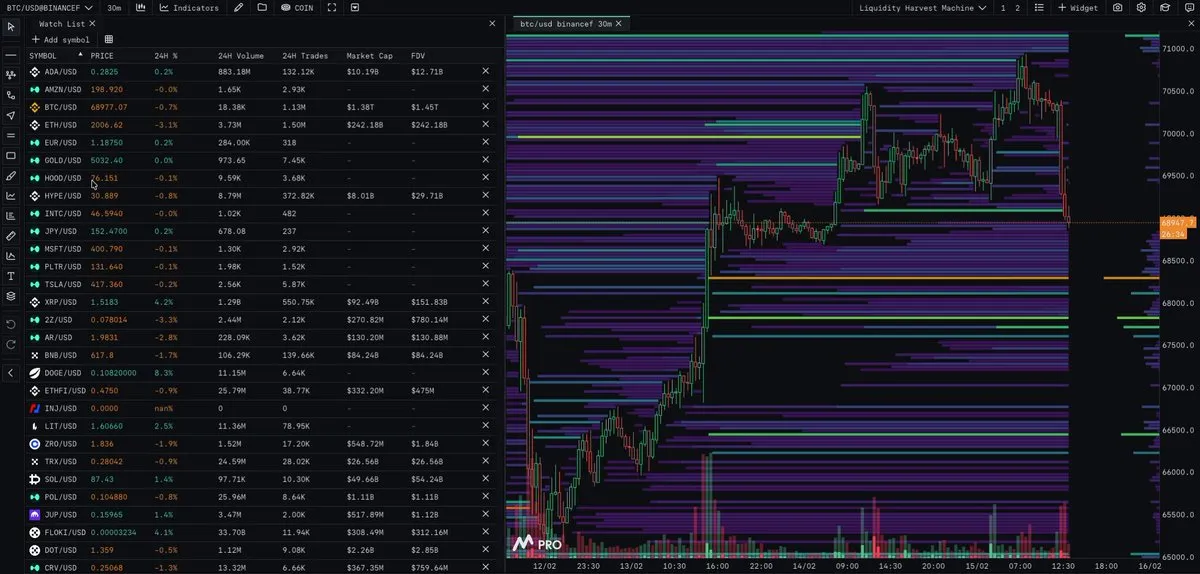 BTC/USD@BINANCEF 30m Indicators COIN Liquidity Harvest Machine 1 2 + Widget
Watch List
+ Add symbol
SYMBOL PRICE 24H % 24H Volume 24H Trades Market Cap FDV
ADA/USD 0.2825 0.2% 883.18M 132.12K $10.19B $12.71B
AMZN/USD 198.920 -0.0% 1.65K 2.93K - -
BTC/USD 68977.07 -0.7% 18.38K 1.13M $1.38T $1.45T
ETH/USD 2006.62 -3.1% 3.73M 1.50M $242.18B $242.18B
EUR/USD 1.18750 0.2% 284.00K 318 - -
GOLD/USD 5032.40 0.0% 973.65 7.45K - -
HOOD/USD 76.151 -0.1% 9.59K 3.68K - -
HYPE/USD 30.889 -0.8% 8.79M 372.82K $8.01B $29.71B
INTC/USD 46.5940 -0.0% 1.02K 482 - -
JPY/USD 152.4700 0.2% 678.08 237 - -
MSFT/USD 400.790 -0.1% 1.30K 2.92K - -
PLTR/USD 131.640 -0.1% 1.98K 1.52K - -
TSLA/USD 417.360 -0.2% 2.56K 5.87K - -
XRP/USD 1.5183 4.2% 1.29B 550.75K $92.49B $151.83B
2Z/USD 0.078014 -3.3% 2.44M 2.12K $270.82M $780.14M
AR/USD 1.9831 -2.8% 228.09K 3.62K $130.20M $130.88M
BNB/USD 617.8 -1.7% 106.29K 139.66K $84.24B $84.24B
DOGE/USD 0.10820000 8.3% 11.15M 6.64K - -
ETHFI/USD 0.4750 -0.9% 25.79M 38.77K $332.20M $475M
INJ/USD 0.0000 nan% 0 0 - -
LIT/USD 1.60660 2.5% 11.36M 78.95K - -
ZRO/USD 1.836 -1.9% 1.52M 17.20K $548.72M $1.84B
TRX/USD 0.28042 -0.9% 24.59M 28.02K $26.56B $26.56B
SOL/USD 87.43 1.4% 97.71K 10.30K $49.66B $54.24B
POL/USD 0.104880 -0.8% 25.96M 8.64K $1.11B $1.11B
JUP/USD 0.15965 1.4% 3.47M 2.00K $517.89M $1.12B
FLOKI/USD 0.00003234 4.1% 33.70B 11.94K $308.49M $312.16M
DOT/USD 1.359 -0.5% 1.12M 9.08K $2.26B $2.85B
CRV/USD 0.25068 -1.3% 13.32M 6.66K $367.35M $759.64M
btc/usd binancef 30m
71000.0
70500.0
70000.0
69500.0
68947.7
26:34
68500.0
68000.0
67500.0
67000.0
66500.0
66000.0
65500.0
65000.0
PRO
12/02 23:30 13/02 10:30 16:00 22:00 14/02 09:00 14:30 20:00 15/02 07:00 12:30 18:00 16/02